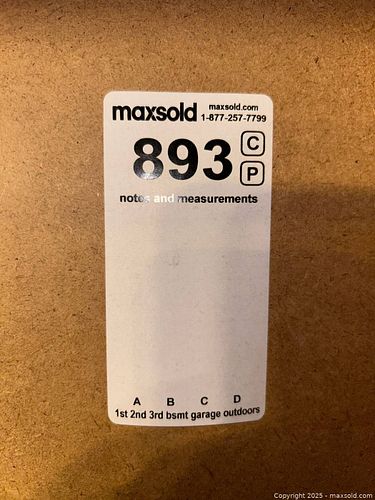 maxsold maxsold.com
1-877-257-7799
893 C
P
notes and measurements
A B C D
1st 2nd 3rd bsmt garage outdoors
Copyright 2025 - maxsold.com